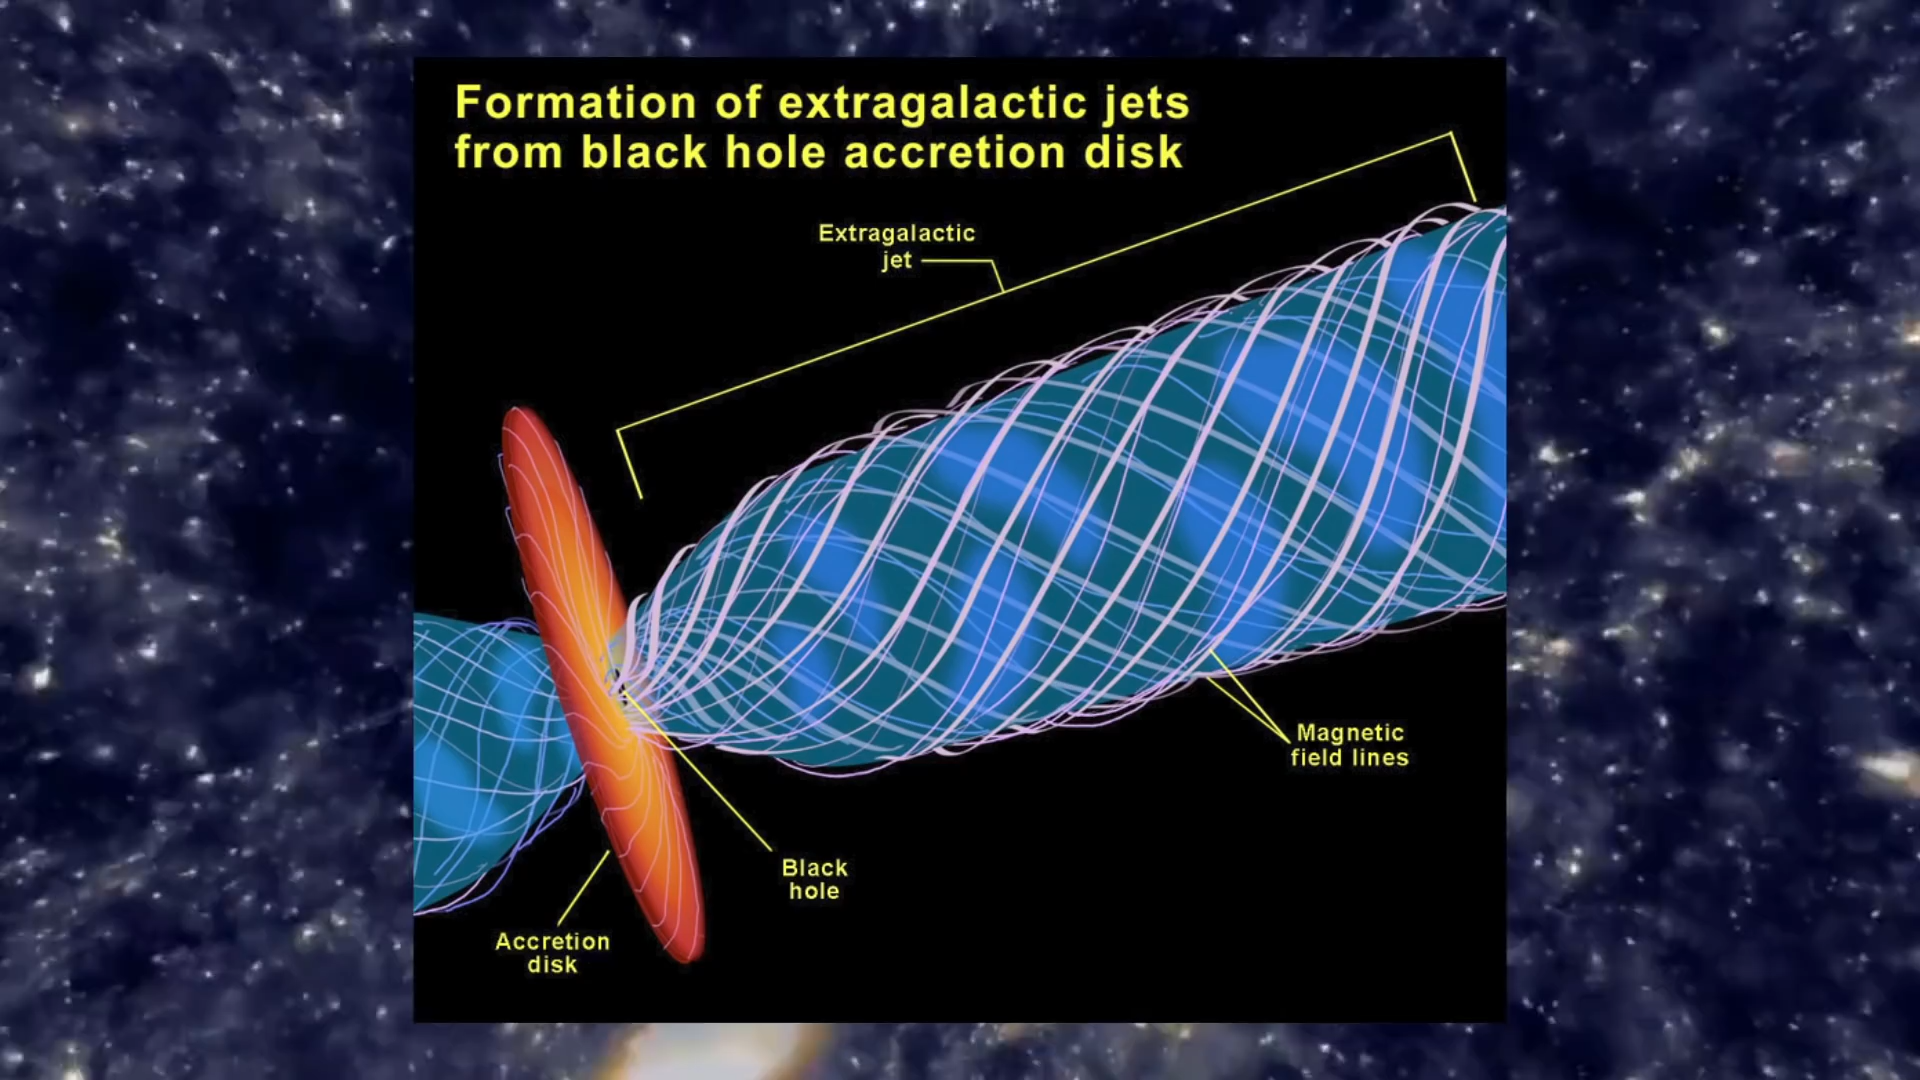 Formation of extragalactic jets
from black hole accretion disk
Extragalactic
jet
Magnetic
field lines
Black
hole
Accretion
disk